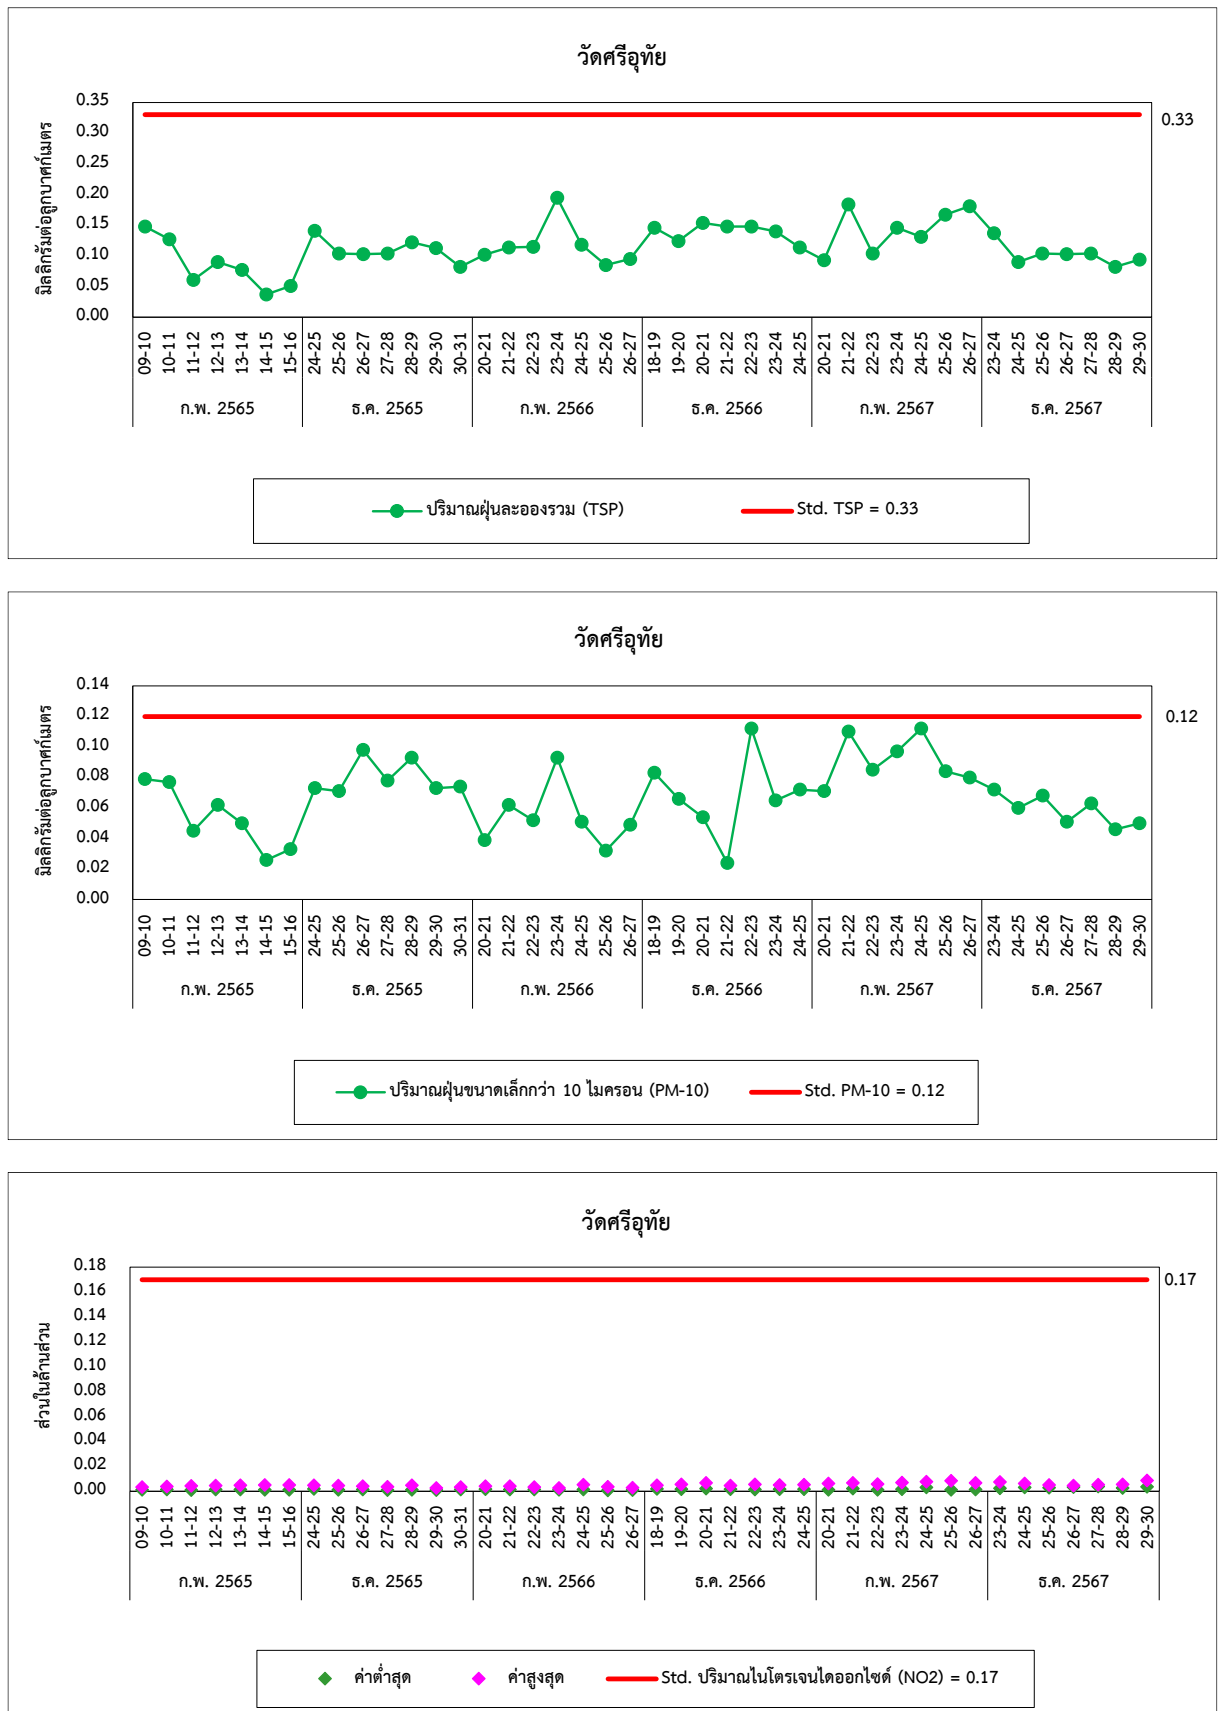 วัดศรีอุทัย
มิลลิกรัมต่อลูกบาศก์เมตร
0.35
0.30
0.25
0.20
0.15
0.10
0.05
0.00
0.33
09-10 10-11 11-12 12-13 13-14 14-15 15-16 24-25 25-26 26-27 27-28 28-29 29-30 30-31 20-21 21-22 22-23 23-24 24-25 25-26 26-27 18-19 19-20 20-21 21-22 22-23 23-24 24-25 20-21 21-22 22-23 23-24 24-25 25-26 26-27 23-24 24-25 25-26 26-27 27-28 28-29 29-30
ก.พ. 2565 ธ.ค. 2565 ก.พ. 2566 ธ.ค. 2566 ก.พ. 2567 ธ.ค. 2567
ปริมาณฝุ่นละอองรวม (TSP) Std. TSP = 0.33
วัดศรีอุทัย
มิลลิกรัมต่อลูกบาศก์เมตร
0.14
0.12
0.10
0.08
0.06
0.04
0.02
0.00
0.12
09-10 10-11 11-12 12-13 13-14 14-15 15-16 24-25 25-26 26-27 27-28 28-29 29-30 30-31 20-21 21-22 22-23 23-24 24-25 25-26 26-27 18-19 19-20 20-21 21-22 22-23 23-24 24-25 20-21 21-22 22-23 23-24 24-25 25-26 26-27 23-24 24-25 25-26 26-27 27-28 28-29 29-30
ก.พ. 2565 ธ.ค. 2565 ก.พ. 2566 ธ.ค. 2566 ก.พ. 2567 ธ.ค. 2567
ปริมาณฝุ่นขนาดเล็กกว่า 10 ไมครอน (PM-10) Std. PM-10 = 0.12
วัดศรีอุทัย
ส่วนในล้านส่วน
0.18
0.16
0.14
0.12
0.10
0.08
0.06
0.04
0.02
0.00
0.17
09-10 10-11 11-12 12-13 13-14 14-15 15-16 24-25 25-26 26-27 27-28 28-29 29-30 30-31 20-21 21-22 22-23 23-24 24-25 25-26 26-27 18-19 19-20 20-21 21-22 22-23 23-24 24-25 20-21 21-22 22-23 23-24 24-25 25-26 26-27 23-24 24-25 25-26 26-27 27-28 28-29 29-30
ก.พ. 2565 ธ.ค. 2565 ก.พ. 2566 ธ.ค. 2566 ก.พ. 2567 ธ.ค. 2567
ค่าต่ำสุด ค่าสูงสุด Std. ปริมาณไนโตรเจนไดออกไซด์ (NO2) = 0.17